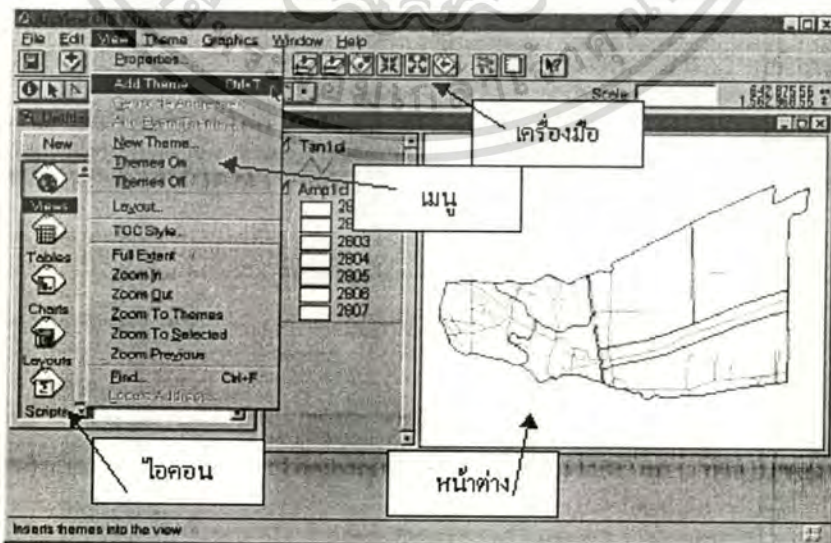 File Edit View Theme Graphics Window Help
Properties...
Add Theme... Ctrl+T
New Theme...
Themes On
Themes Off
Layout...
TOC Style...
Full Extent
Zoom In
Zoom Out
Zoom To Themes
Zoom To Selected
Zoom Previous
Find... Ctrl+F
Scale
New
Views
Tables
Charts
Layouts
Scripts
Tan1cl
Amp1cl
2803
2804
2805
2806
2807
เครื่องมือ
เมนู
ไอคอน
หน้าต่าง
Inserts themes into the view